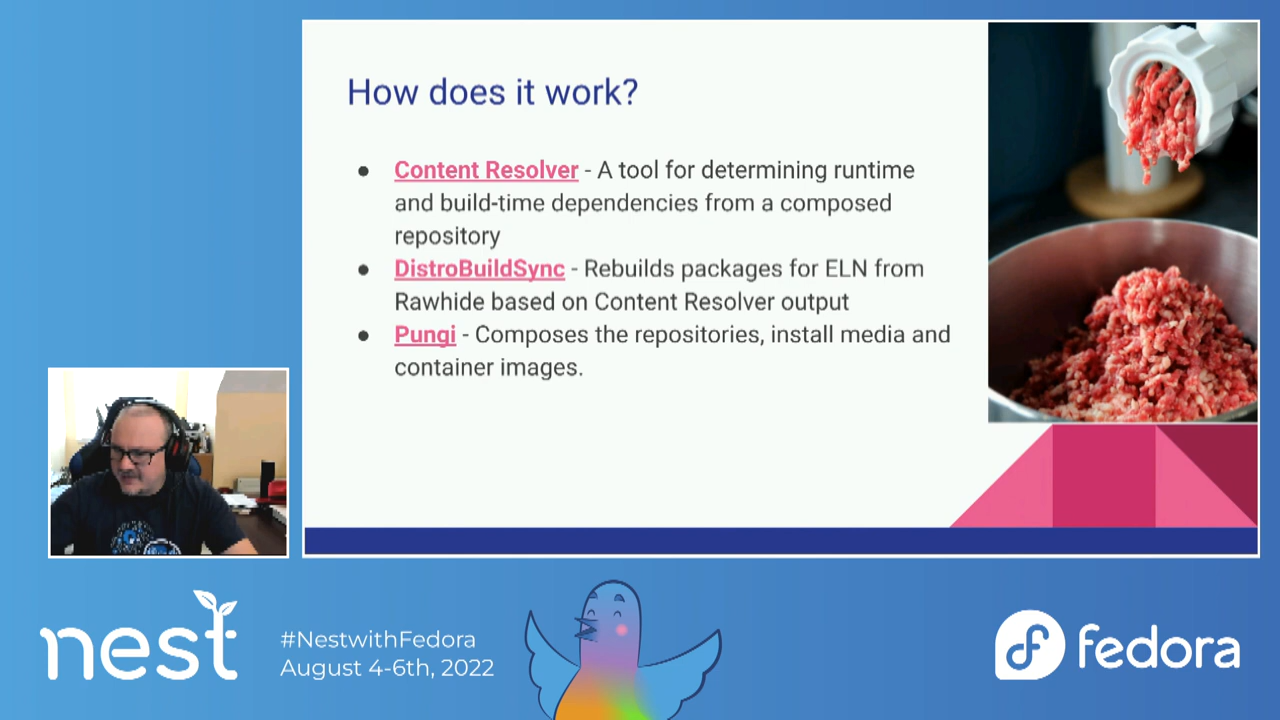 How does it work?
● Content Resolver - A tool for determining runtime
and build-time dependencies from a composed
repository
● DistroBuildSync - Rebuilds packages for ELN from
Rawhide based on Content Resolver output
● Pungi - Composes the repositories, install media and
container images.
nest
#NestwithFedora
August 4-6th, 2022
fedora